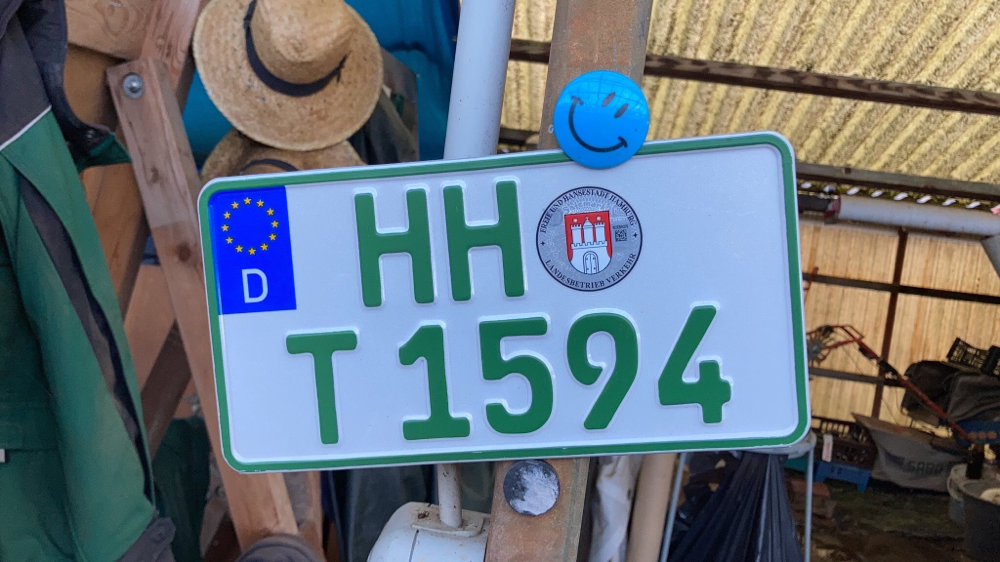 HH
FREIE UND HANSESTADT HAMBURG
LANDESBETRIEB VERKEHR
D
T 1594